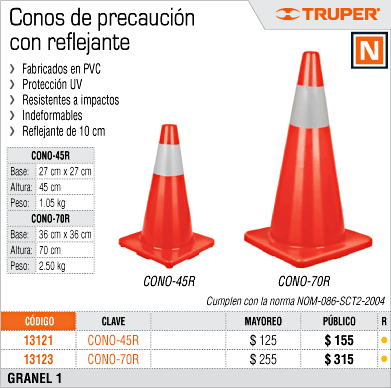 Conos de precaución
con reflejante
TRUPER®
N
❯ Fabricados en PVC
❯ Protección UV
❯ Resistentes a impactos
❯ Indeformables
❯ Reflejante de 10 cm
CONO-45R
Base: 27 cm x 27 cm
Altura: 45 cm
Peso: 1.05 kg
CONO-70R
Base: 36 cm x 36 cm
Altura: 70 cm
Peso: 2.50 kg
CONO-45R
CONO-70R
Cumplen con la norma NOM-086-SCT2-2004
CÓDIGO CLAVE MAYOREO PÚBLICO R
13121 CONO-45R $ 125 $ 155
13123 CONO-70R $ 255 $ 315
GRANEL 1